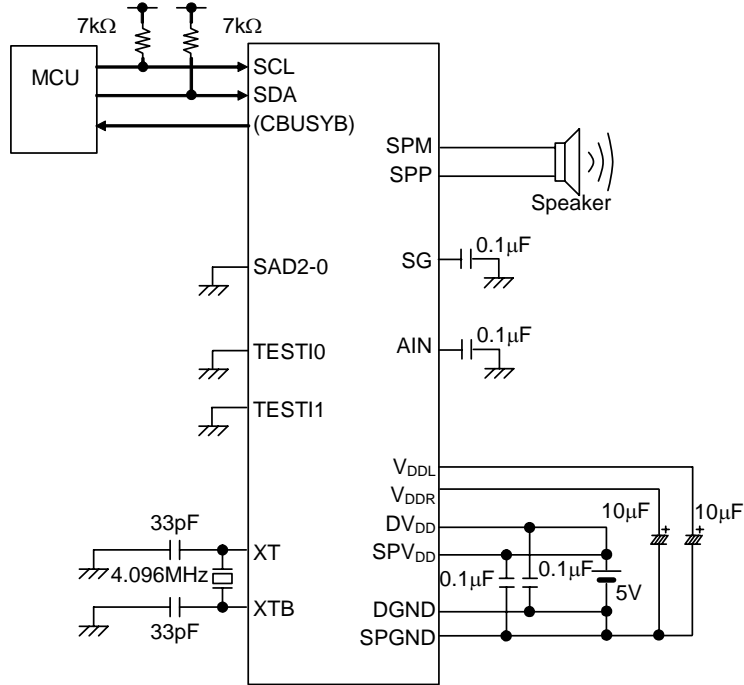 7kΩ 7kΩ
MCU
SCL
SDA
(CBUSYB)
SPM
SPP
Speaker
SG
0.1µF
SAD2-0
AIN
0.1µF
TESTI0
TESTI1
VDDL
VDDR
10µF 10µF
33pF
DVDD
XT
SPVDD
4.096MHz
0.1µF 0.1µF
5V
XTB
DGND
33pF
SPGND